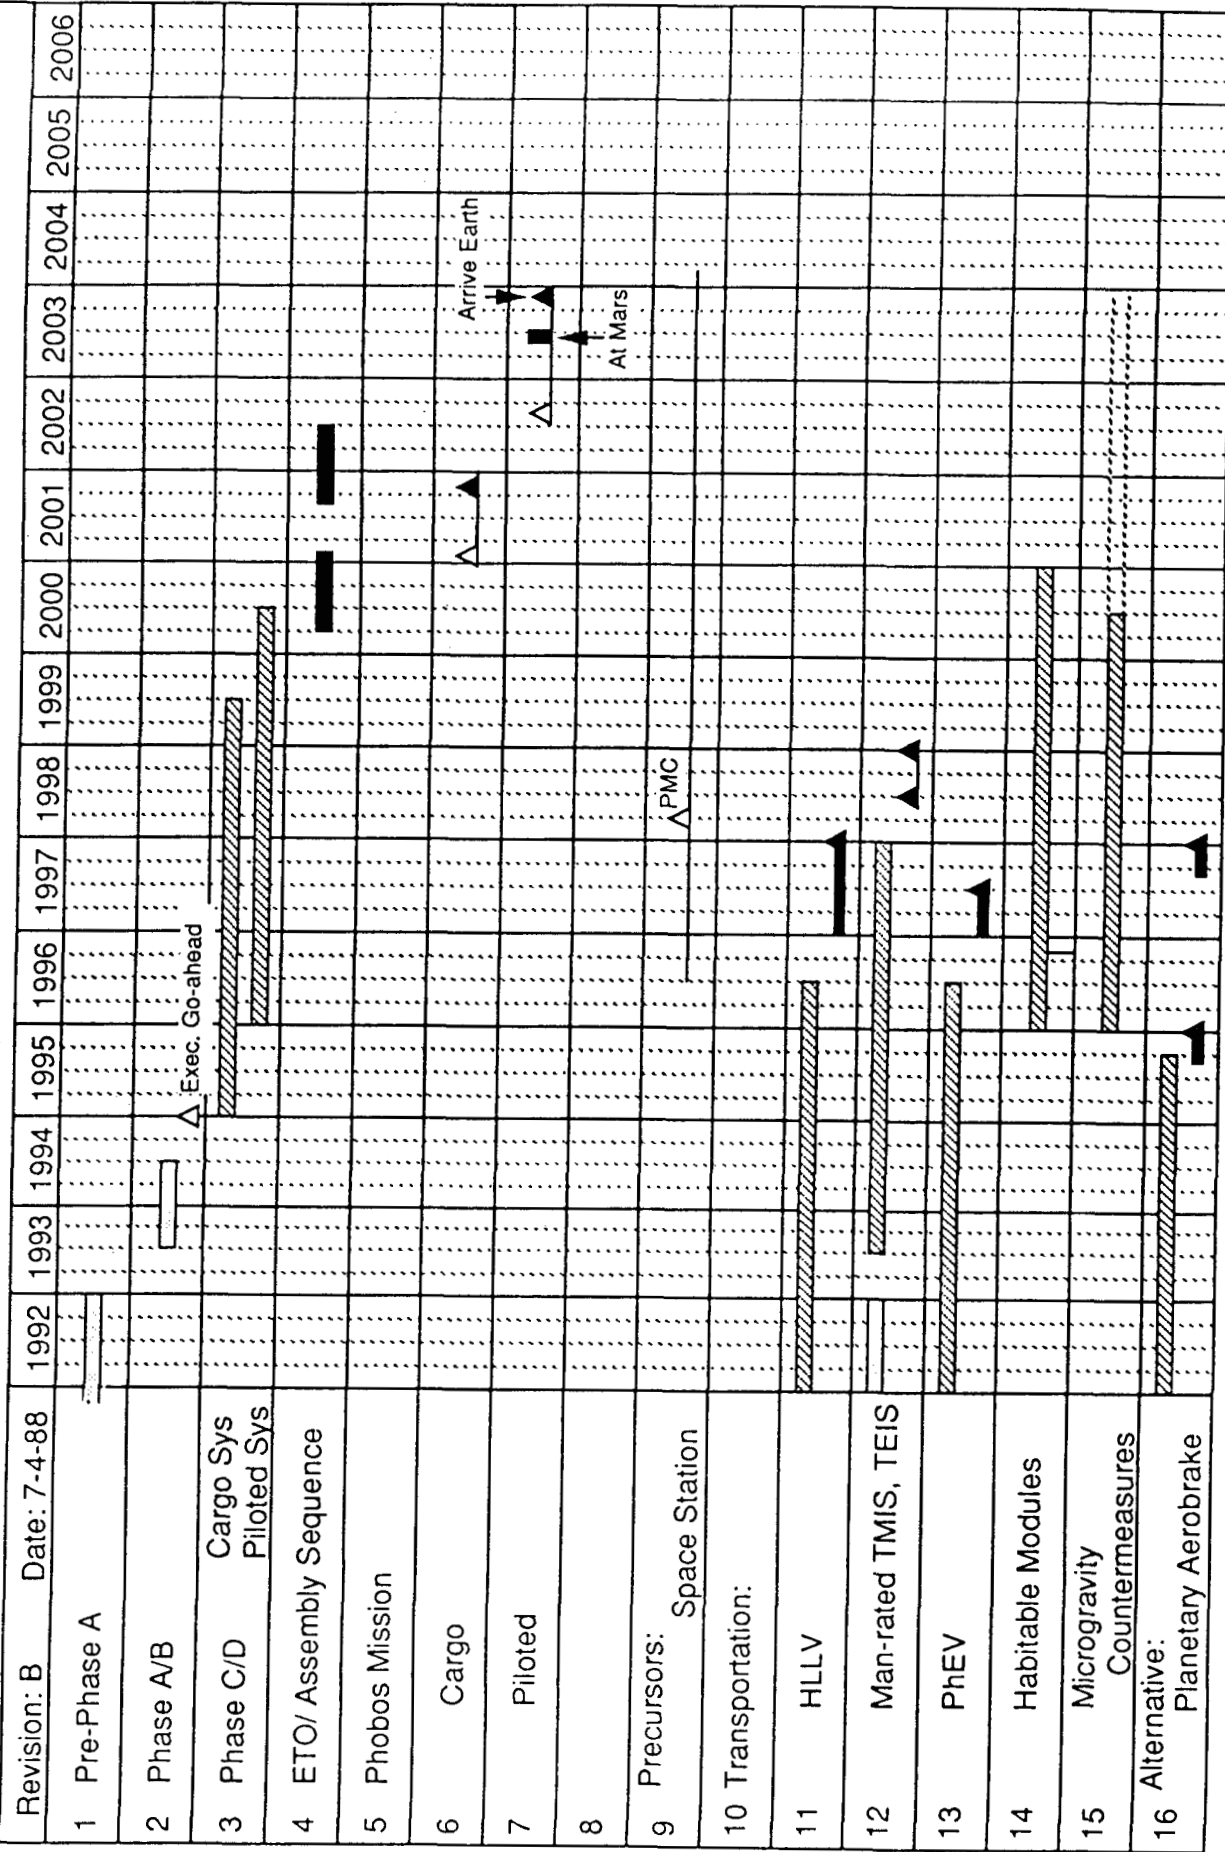 Revision: B Date: 7-4-88 1992 1993 1994 1995 1996 1997 1998 1999 2000 2001 2002 2003 2004 2005 2006
1 Pre-Phase A
2 Phase A/B
Exec. Go-ahead
3 Phase C/D Cargo Sys
Piloted Sys
4 ETO/ Assembly Sequence
5 Phobos Mission
6 Cargo
Arrive Earth
7 Piloted
At Mars
8
9 Precursors:
Space Station
PMC
10 Transportation:
11 HLLV
12 Man-rated TMIS, TEIS
13 PhEV
14 Habitable Modules
15 Microgravity
Countermeasures
16 Alternative:
Planetary Aerobrake